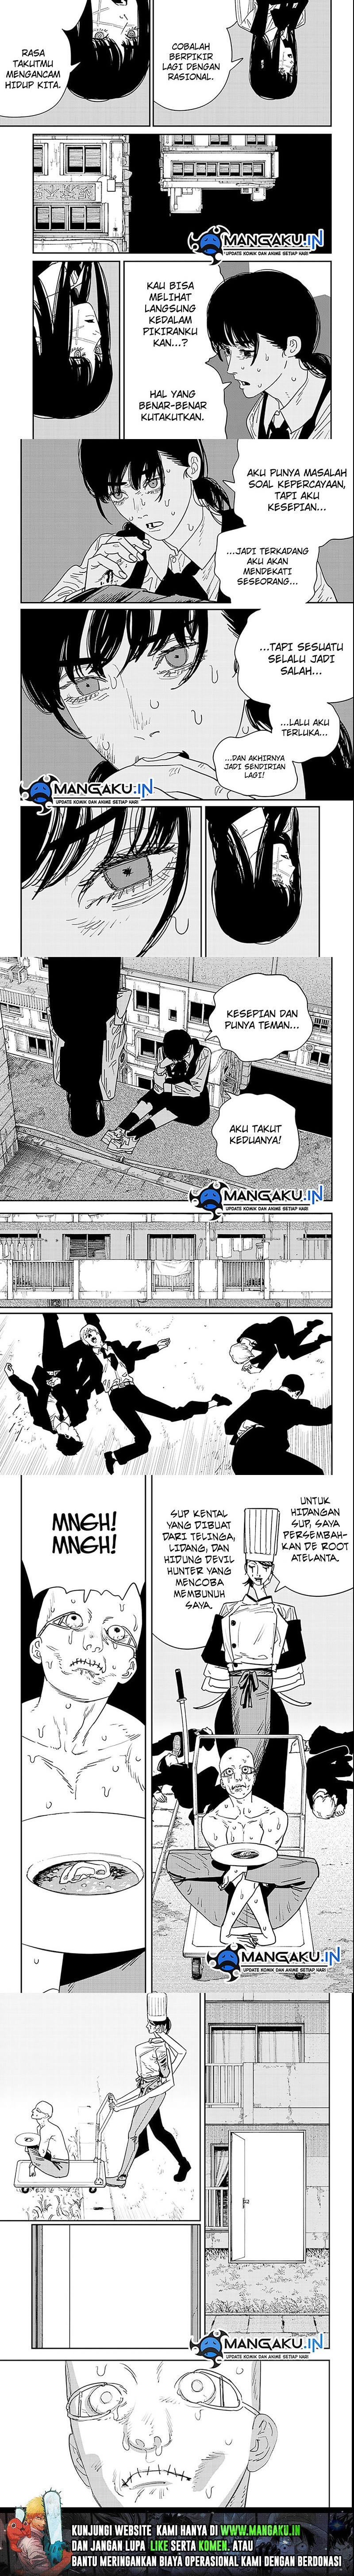 RASA
TAKUTMU
MENGANCAM
HIDUP KITA.
COBALAH
BERPIKIR
LAGI DENGAN
RASIONAL.
MANGAKU.IN
UPDATE KOMIK DAN ANIME SETIAP HARI
KAU BISA
MELIHAT
LANGSUNG
KEDALAM
PIKIRANKU
KAN...?
HAL YANG
BENAR-BENAR
KUTAKUTKAN.
AKU PUNYA MASALAH
SOAL KEPERCAYAAN,
TAPI AKU
KESEPIAN...
...JADI TERKADANG
AKU AKAN
MENDEKATI
SESEORANG...
...TAPI SESUATU
SELALU JADI
SALAH...
...LALU AKU
TERLUKA...
...DAN AKHIRNYA
JADI SENDIRIAN
LAGI!
MANGAKU.IN
UPDATE KOMIK DAN ANIME SETIAP HARI
KESEPIAN DAN
PUNYA TEMAN...
AKU TAKUT
KEDUANYA!
MANGAKU.IN
UPDATE KOMIK DAN ANIME SETIAP HARI
MNGH!
MNGH!
UNTUK
HIDANGAN
SUP, SAYA
PERSEMBAH-
KAN DE ROOT
ATELANTA.
SUP KENTAL
YANG DIBUAT
DARI TELINGA,
LIDANG, DAN
HIDUNG DEVIL
HUNTER YANG
MENCOBA
MEMBUNUH
SAYA.
MANGAKU.IN
UPDATE KOMIK DAN ANIME SETIAP HARI
MANGAKU.IN
UPDATE KOMIK DAN ANIME SETIAP HARI
KUNJUNGI WEBSITE KAMI HANYA DI WWW.MANGAKU.IN
DAN JANGAN LUPA LIKE SERTA KOMEN, ATAU
BANTU MERINGANKAN BIAYA OPERASIONAL KAMI DENGAN BERDONASI